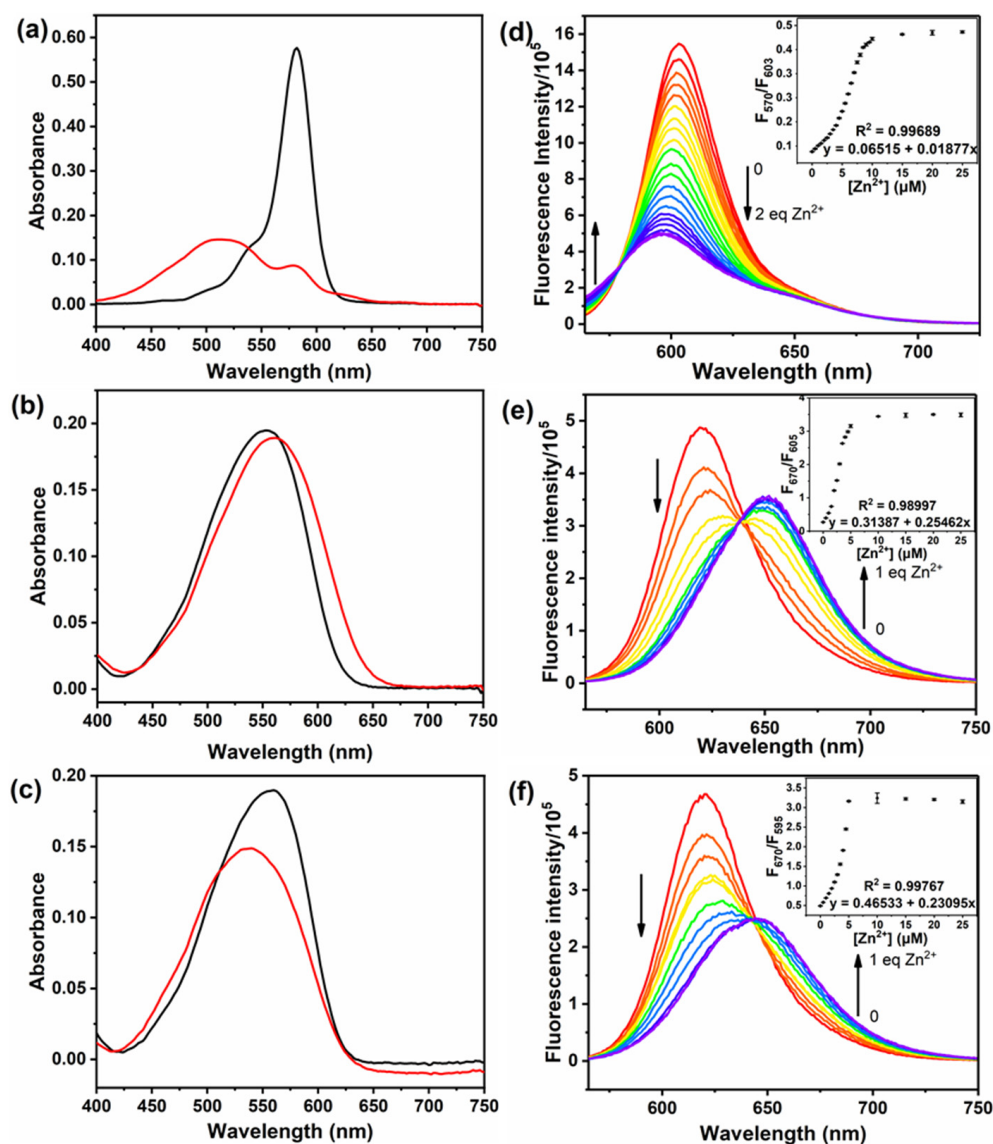 (a)
0.60
0.50
0.40
0.30
0.20
0.10
0.00
Absorbance
400 450 500 550 600 650 700 750
Wavelength (nm)
(d)
16
14
12
10
8
6
4
2
0
Fluorescence Intensity/10⁵
600 650 700
Wavelength (nm)
0
2 eq Zn²⁺
0.5
0.4
0.3
0.2
0.1
F₅₇₀/F₆₀₃
R² = 0.99689
y = 0.06515 + 0.01877x
0 5 10 15 20 25
[Zn²⁺] (µM)
(b)
0.20
0.15
0.10
0.05
0.00
Absorbance
400 450 500 550 600 650 700 750
Wavelength (nm)
(e)
5
4
3
2
1
0
Fluorescence intensity/10⁵
600 650 700 750
Wavelength (nm)
4
3
2
1
0
F₆₇₀/F₆₀₅
R² = 0.98997
y = 0.31387 + 0.25462x
0 5 10 15 20 25
[Zn²⁺] (µM)
1 eq Zn²⁺
0
(c)
0.20
0.15
0.10
0.05
0.00
Absorbance
400 450 500 550 600 650 700 750
Wavelength (nm)
(f)
5
4
3
2
1
0
Fluorescence intensity/10⁵
600 650 700 750
Wavelength (nm)
3.5
3.0
2.5
2.0
1.5
1.0
0.5
F₆₇₀/F₅₉₅
R² = 0.99767
y = 0.46533 + 0.23095x
0 5 10 15 20 25
[Zn²⁺] (µM)
1 eq Zn²⁺
0